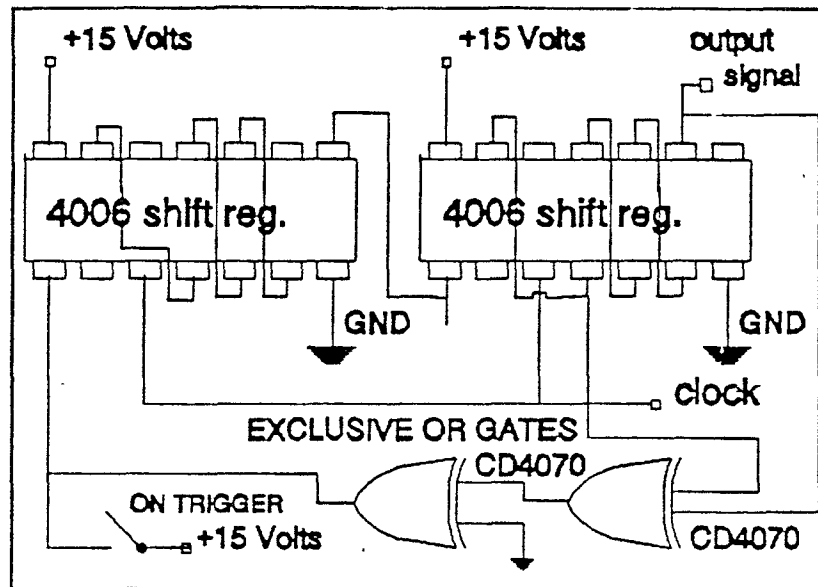 +15 Volts
+15 Volts
output
signal
4006 shift reg.
4006 shift reg.
GND
GND
clock
EXCLUSIVE OR GATES
CD4070
ON TRIGGER
+15 Volts
CD4070